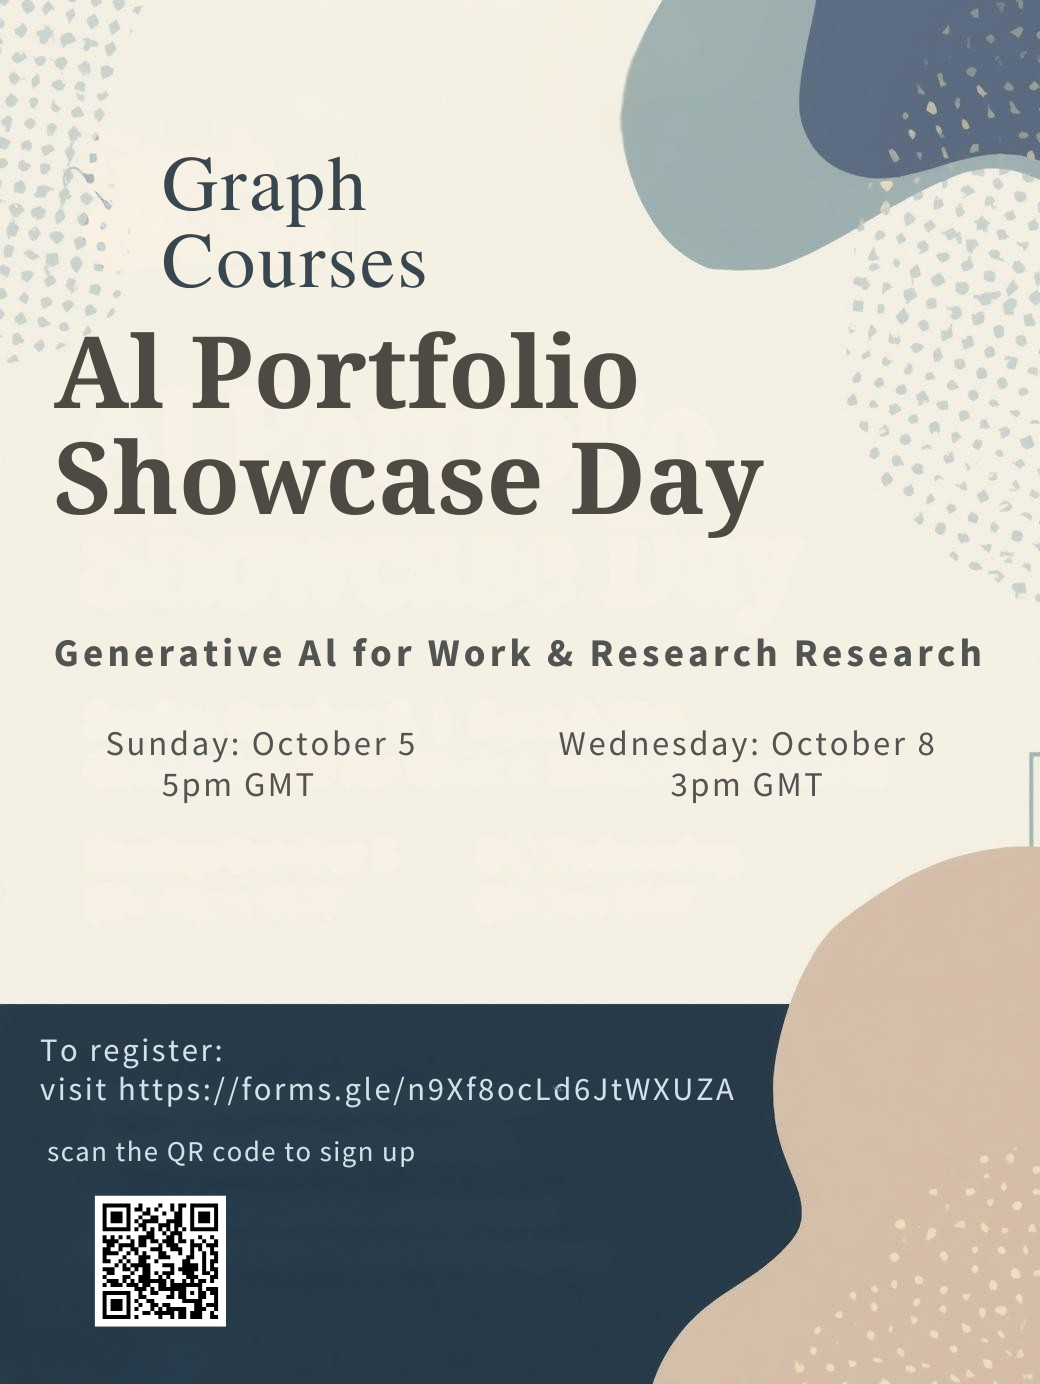 Graph
Courses
Al Portfolio
Showcase Day
Generative Al for Work & Research Research
Sunday: October 5
5pm GMT
Wednesday: October 8
3pm GMT
To register:
visit https://forms.gle/n9Xf8ocLd6JtWXUZA
scan the QR code to sign up